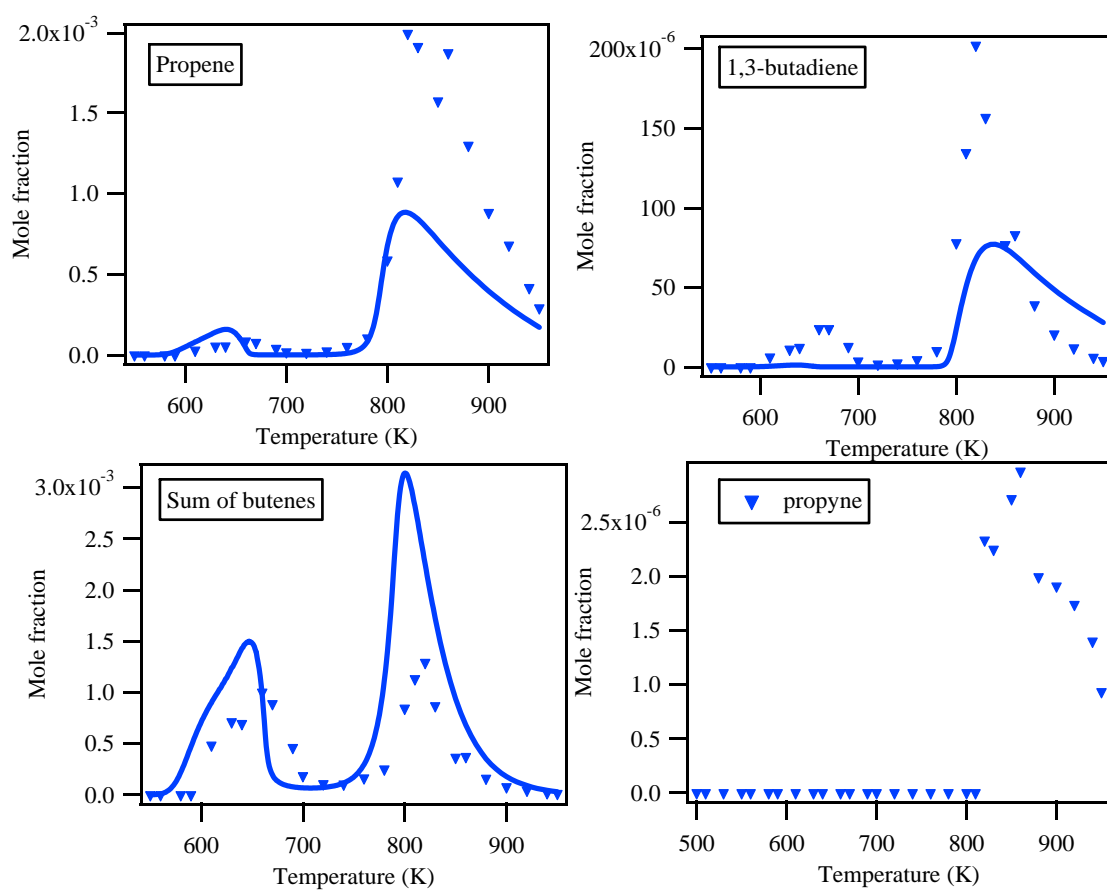 2.0x10-3
1.5
1.0
0.5
0.0
Mole fraction
Propene
600 700 800 900
Temperature (K)
200x10-6
150
100
50
0
Mole fraction
1,3-butadiene
600 700 800 900
Temperature (K)
3.0x10-3
2.5
2.0
1.5
1.0
0.5
0.0
Mole fraction
Sum of butenes
600 700 800 900
Temperature (K)
2.5x10-6
2.0
1.5
1.0
0.5
0.0
Mole fraction
propyne
500 600 700 800 900
Temperature (K)